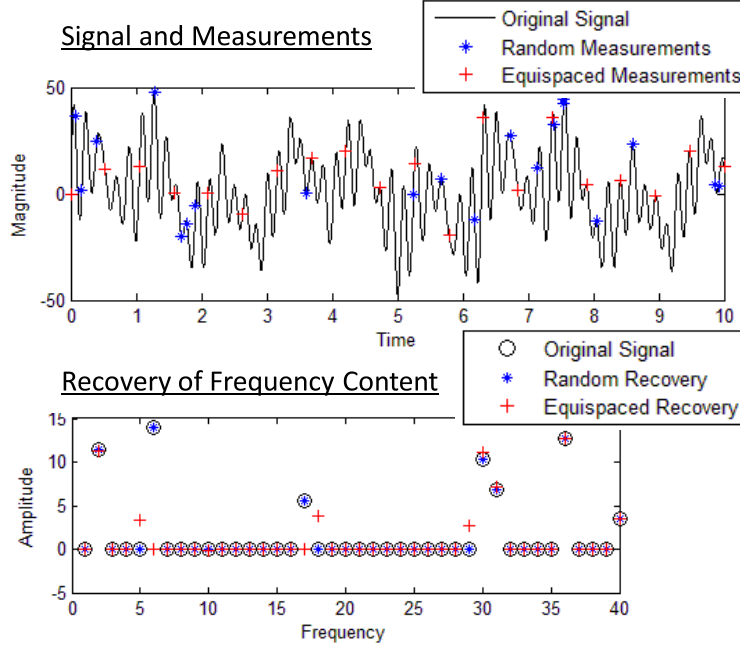 Signal and Measurements
Original Signal
Random Measurements
Equispaced Measurements
50
0
-50
Magnitude
0 1 2 3 4 5 6 7 8 9 10
Time
Recovery of Frequency Content
Original Signal
Random Recovery
Equispaced Recovery
15
10
5
0
-5
Amplitude
0 5 10 15 20 25 30 35 40
Frequency